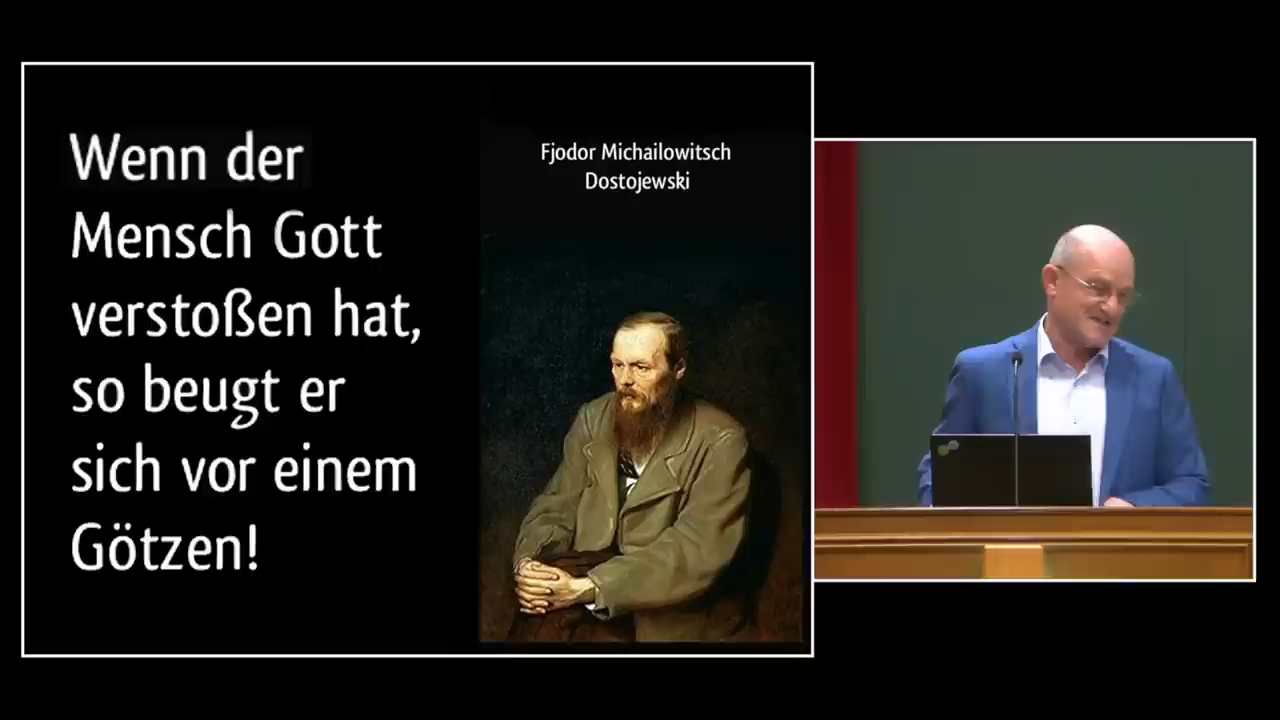 Wenn der
Mensch Gott
verstoßen hat,
so beugt er
sich vor einem
Götzen!
Fjodor Michailowitsch
Dostojewski